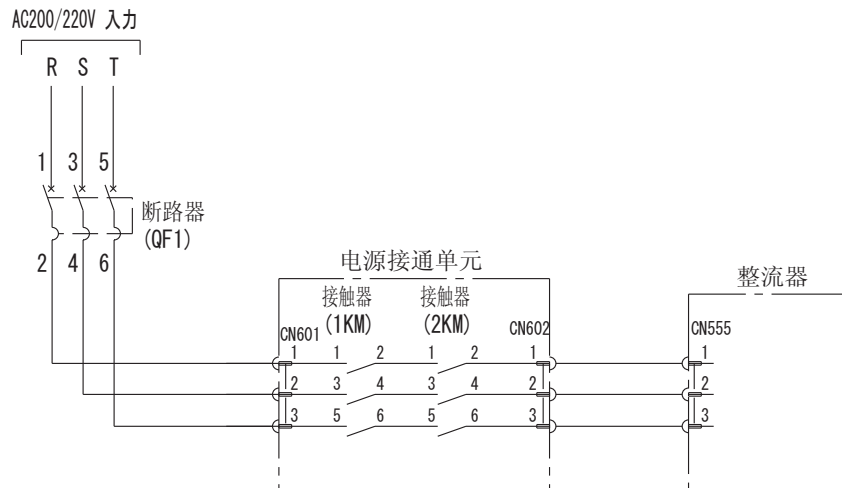 AC200/220V 入力
R S T
1 3 5
断路器
(QF1)
2 4 6
电源接通单元
整流器
接触器 接触器
(1KM) (2KM)
CN601 CN602 CN555
1 1 2 1 2 1 1
2 3 4 3 4 2 2
3 5 6 5 6 3 3